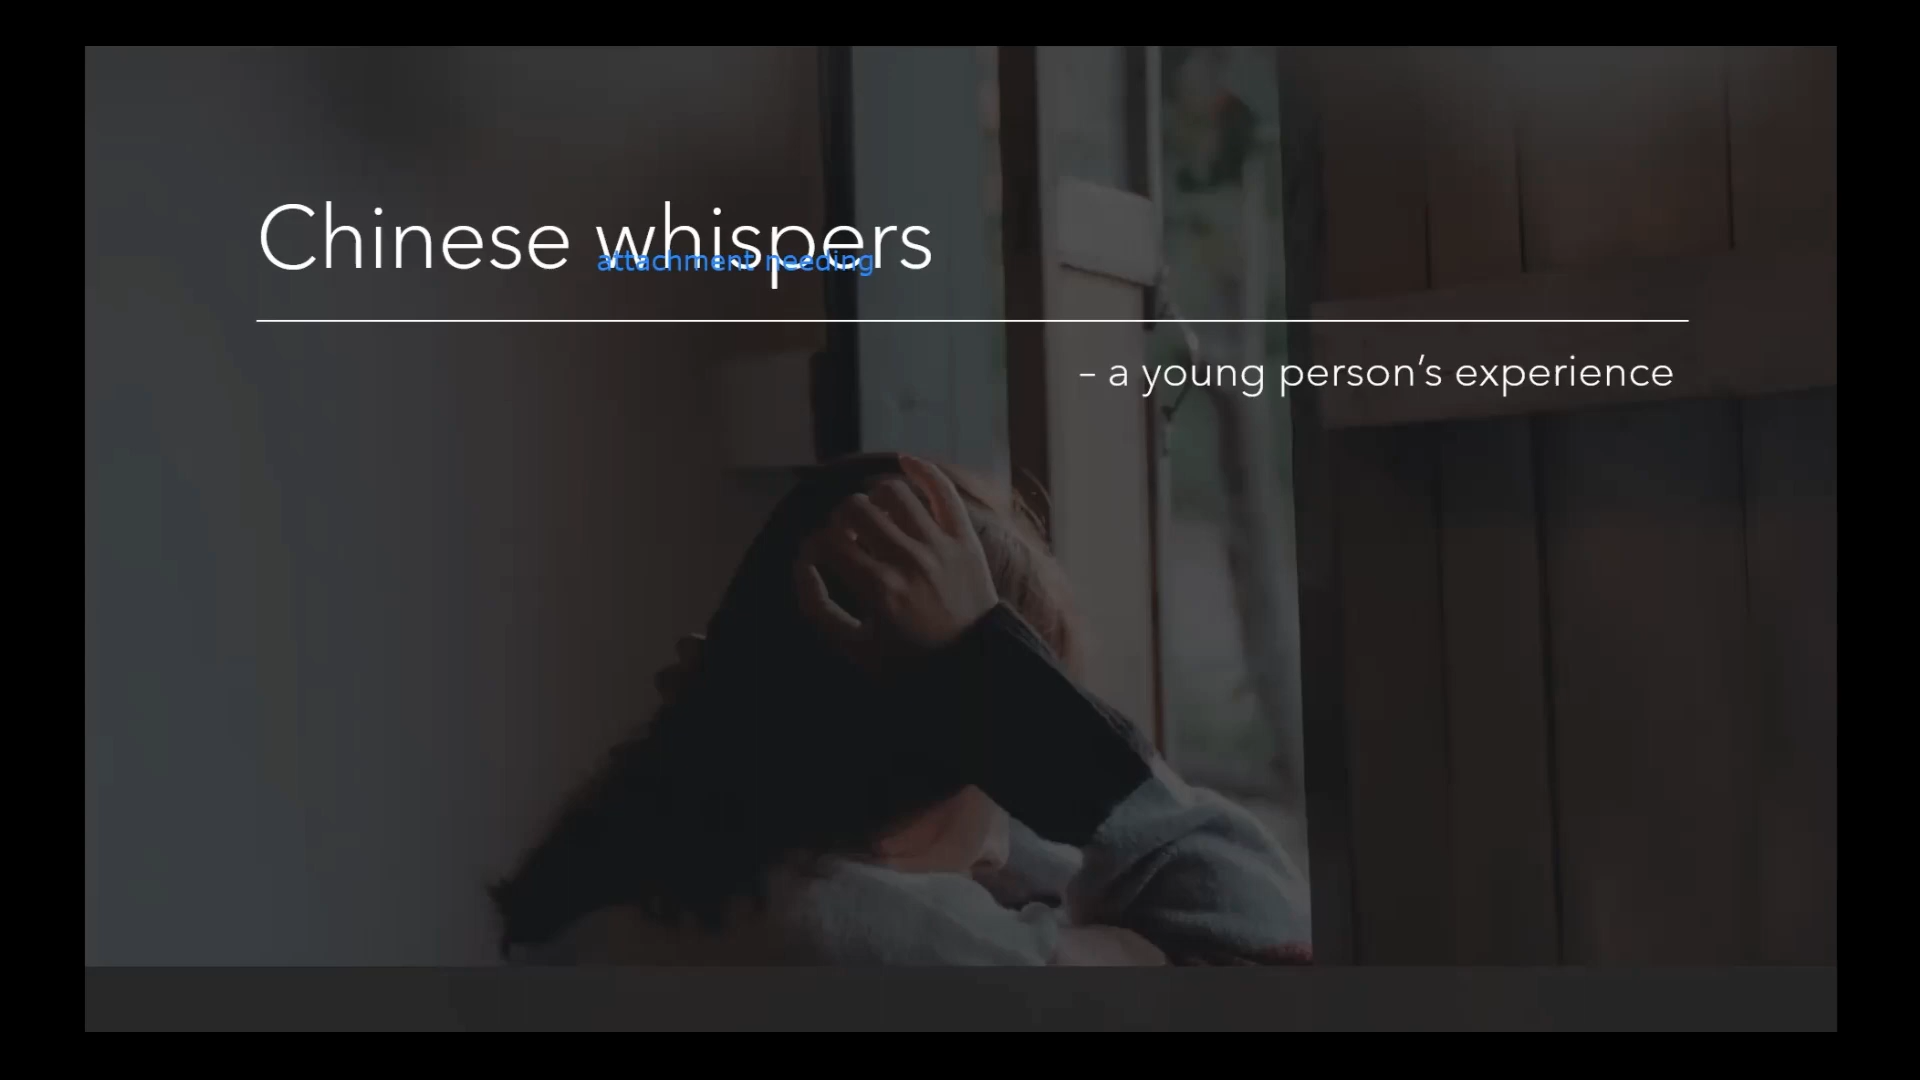 Chinese whispers
attachment needing
– a young person's experience